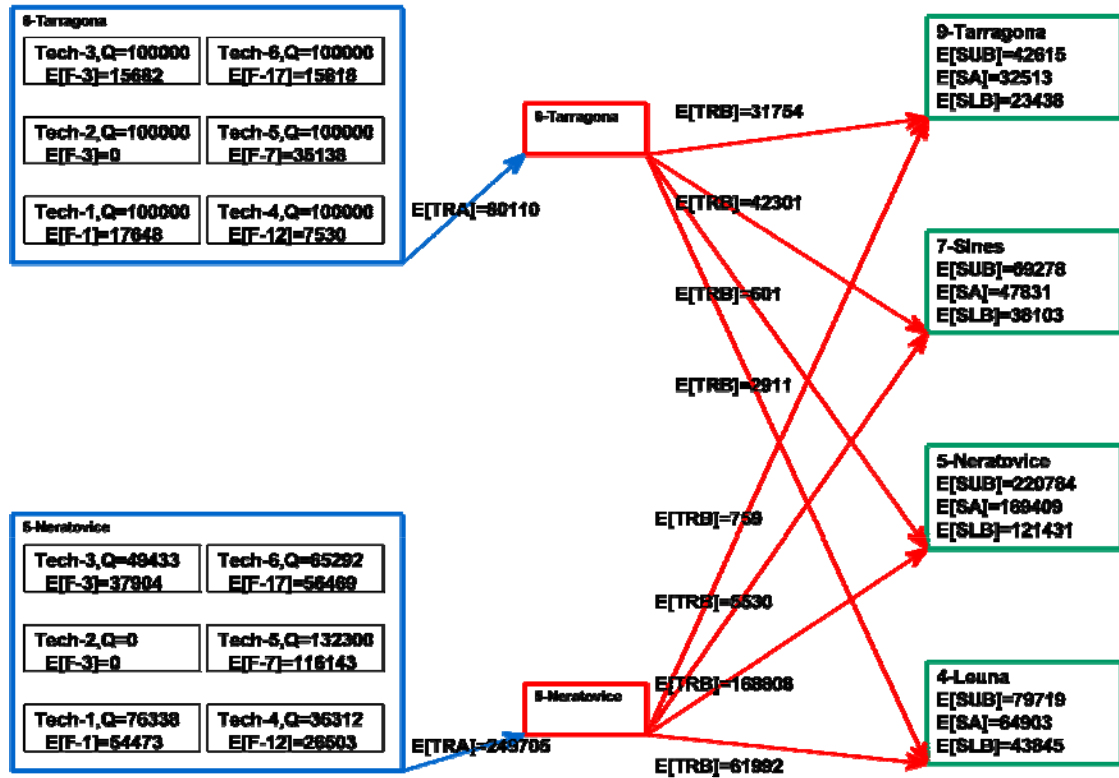 9-Tarragona
Tech-3,Q=100000
E[F-3]=15682
Tech-6,Q=100000
E[F-17]=15818
Tech-2,Q=100000
E[F-3]=0
Tech-5,Q=100000
E[F-7]=35138
Tech-1,Q=100000
E[F-1]=17648
Tech-4,Q=100000
E[F-12]=7530
E[TRA]=80110
9-Tarragona
E[TRB]=31754
E[TRB]=42301
E[TRB]=601
E[TRB]=2911
9-Tarragona
E[SUB]=42615
E[SA]=32513
E[SLB]=23438
7-Sines
E[SUB]=69278
E[SA]=47831
E[SLB]=38103
5-Neratovice
E[SUB]=220784
E[SA]=169409
E[SLB]=121431
4-Leuna
E[SUB]=79719
E[SA]=64903
E[SLB]=43845
5-Neratovice
Tech-3,Q=49433
E[F-3]=37904
Tech-6,Q=65292
E[F-17]=56469
Tech-2,Q=0
E[F-3]=0
Tech-5,Q=132300
E[F-7]=116143
Tech-1,Q=76338
E[F-1]=54473
Tech-4,Q=36312
E[F-12]=26503
E[TRA]=249705
5-Neratovice
E[TRB]=759
E[TRB]=5530
E[TRB]=168808
E[TRB]=61992